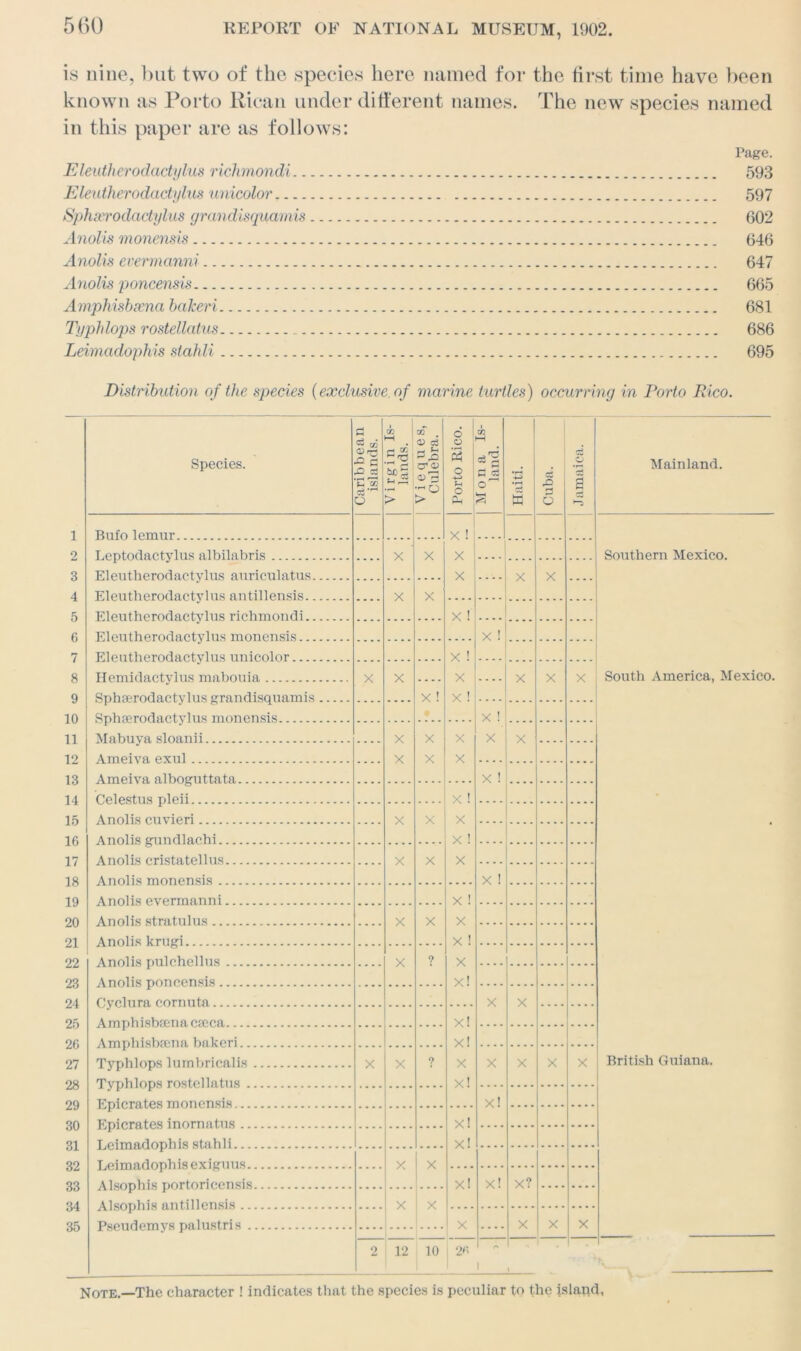 560 REPORT OF NATIONAL MUSEUM, 1902.
is nine, but two of the species here named for the first time have been
known as Porto Rican under different names. The new species named
in this paper are as follows:
Page.
Eleutherodactylus richmondi 593
Eleutherodactylus unicolor 597
Sphærodactylus grandisquamis 602
Anolis monensis 646
Anolis evermanni 647
Anolis poncensis 665
Amphisbæna bakeri 681
Typhlops rostellatus 686
Leimadophis stahli 695
Distribution of the species (exclusive of marine turtles) occurring in Porto Rico.
Species. Caribbean islands. Virgin Islands. Vieques, Culebra. Porto Rico. Mona Island. Haiti. Cuba. Jamaica. Mainland.
1 Bufo lemur ×!
2 Leptodactylus albilabris × × × Southern Mexico.
3 Eleutherodactylus auriculatus × × ×
4 Eleutherodactylus antillensis × ×
5 Eleutherodactylus richmondi ×!
6 Eleutherodactylus monensis ×!
7 Eleutherodactylus unicolor ×!
8 Hemidactylus mabouia × × × × × × South America, Mexico.
9 Sphærodactylus grandisquamis ×! ×!
10 Sphærodactylus monensis ×!
11 Mabuya sloanii × × × × ×
12 Ameiva exul × × ×
13 Ameiva alboguttata ×!
14 Celestus pleii ×!
15 Anolis cuvieri × × ×
16 Anolis gundlachi ×!
17 Anolis cristatellus × × ×
18 Anolis monensis ×!
19 Anolis evermanni ×!
20 Anolis stratulus × × ×
21 Anolis krugi ×!
22 Anolis pulchellus × ? ×
23 Anolis poncensis ×!
24 Cyclura cornuta × ×
25 Amphisbæna cæca ×!
26 Amphisbæna bakeri ×!
27 Typhlops lumbricalis × × ? × × × × × British Guiana.
28 Typhlops rostellatus ×!
29 Epicrates monensis ×!
30 Epicrates inornatus ×!
31 Leimadophis stahli ×!
32 Leimadophis exiguus × ×
33 Alsophis portoricensis ×! ×! ×?
34 Alsophis antillensis × ×
35 Pseudemys palustris × × × ×
2 12 10 26
NOTE.—The character ! indicates that the species is peculiar to the island.